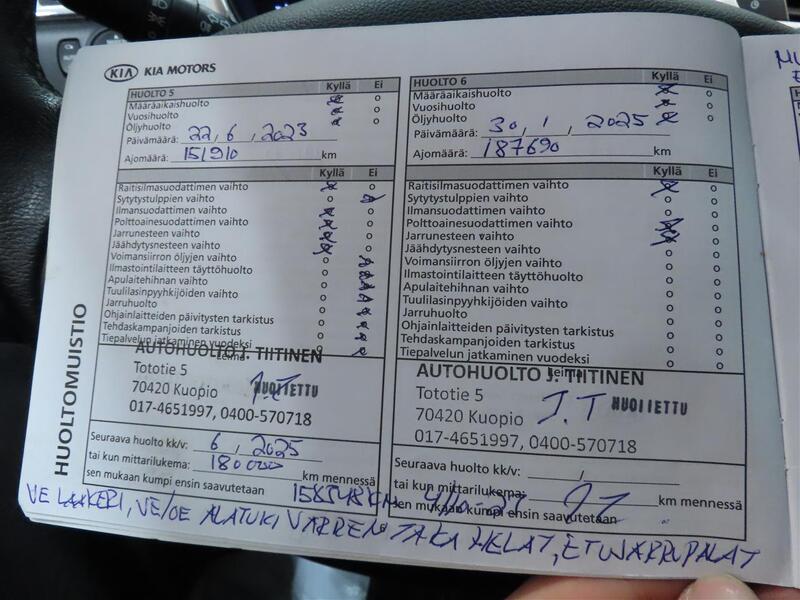 KIA KIA MOTORS
HUOLTO 5 Kyllä Ei
Määräaikaishuolto
Vuosihuolto
Öljyhuolto
Päivämäärä: 22, 6, 2023
Ajomäärä: 151910 km
Kyllä Ei
Raitisilmasuodattimen vaihto
Sytytystulppien vaihto
Ilmansuodattimen vaihto
Polttoainesuodattimen vaihto
Jarrunesteen vaihto
Jäähdytysnesteen vaihto
Voimansiirron öljyjen vaihto
Ilmastointilaitteen täyttöhuolto
Apulaitehihnan vaihto
Tuulilasinpyyhkijöiden vaihto
Jarruhuolto
Ohjainlaitteiden päivitysten tarkistus
Tehdaskampanjoiden tarkistus
Tiepalvelun jatkaminen vuodeksi
Leima
AUTOHUOLTO J. TIITINEN
Tototie 5
70420 Kuopio HUOLLETTU
017-4651997, 0400-570718
Seuraava huolto kk/v: 6, 2025
tai kun mittarilukema: 180000 km mennessä
sen mukaan kumpi ensin saavutetaan
HUOLTO 6 Kyllä Ei
Määräaikaishuolto
Vuosihuolto
Öljyhuolto
Päivämäärä: 30, 1, 2025
Ajomäärä: 187690 km
Kyllä Ei
Raitisilmasuodattimen vaihto
Sytytystulppien vaihto
Ilmansuodattimen vaihto
Polttoainesuodattimen vaihto
Jarrunesteen vaihto
Jäähdytysnesteen vaihto
Voimansiirron öljyjen vaihto
Ilmastointilaitteen täyttöhuolto
Apulaitehihnan vaihto
Tuulilasinpyyhkijöiden vaihto
Jarruhuolto
Ohjainlaitteiden päivitysten tarkistus
Tehdaskampanjoiden tarkistus
Tiepalvelun jatkaminen vuodeksi
Leima
AUTOHUOLTO J. TIITINEN
Tototie 5 J.T HUOLLETTU
70420 Kuopio
017-4651997, 0400-570718
Seuraava huolto kk/v: /
tai kun mittarilukema: km mennessä
sen mukaan kumpi ensin saavutetaan
VE LAAKERI, VE/OE ALATUKIVARREN TAKAHELAT, ETUJARRUPALAT
HUOLTOMUISTIO